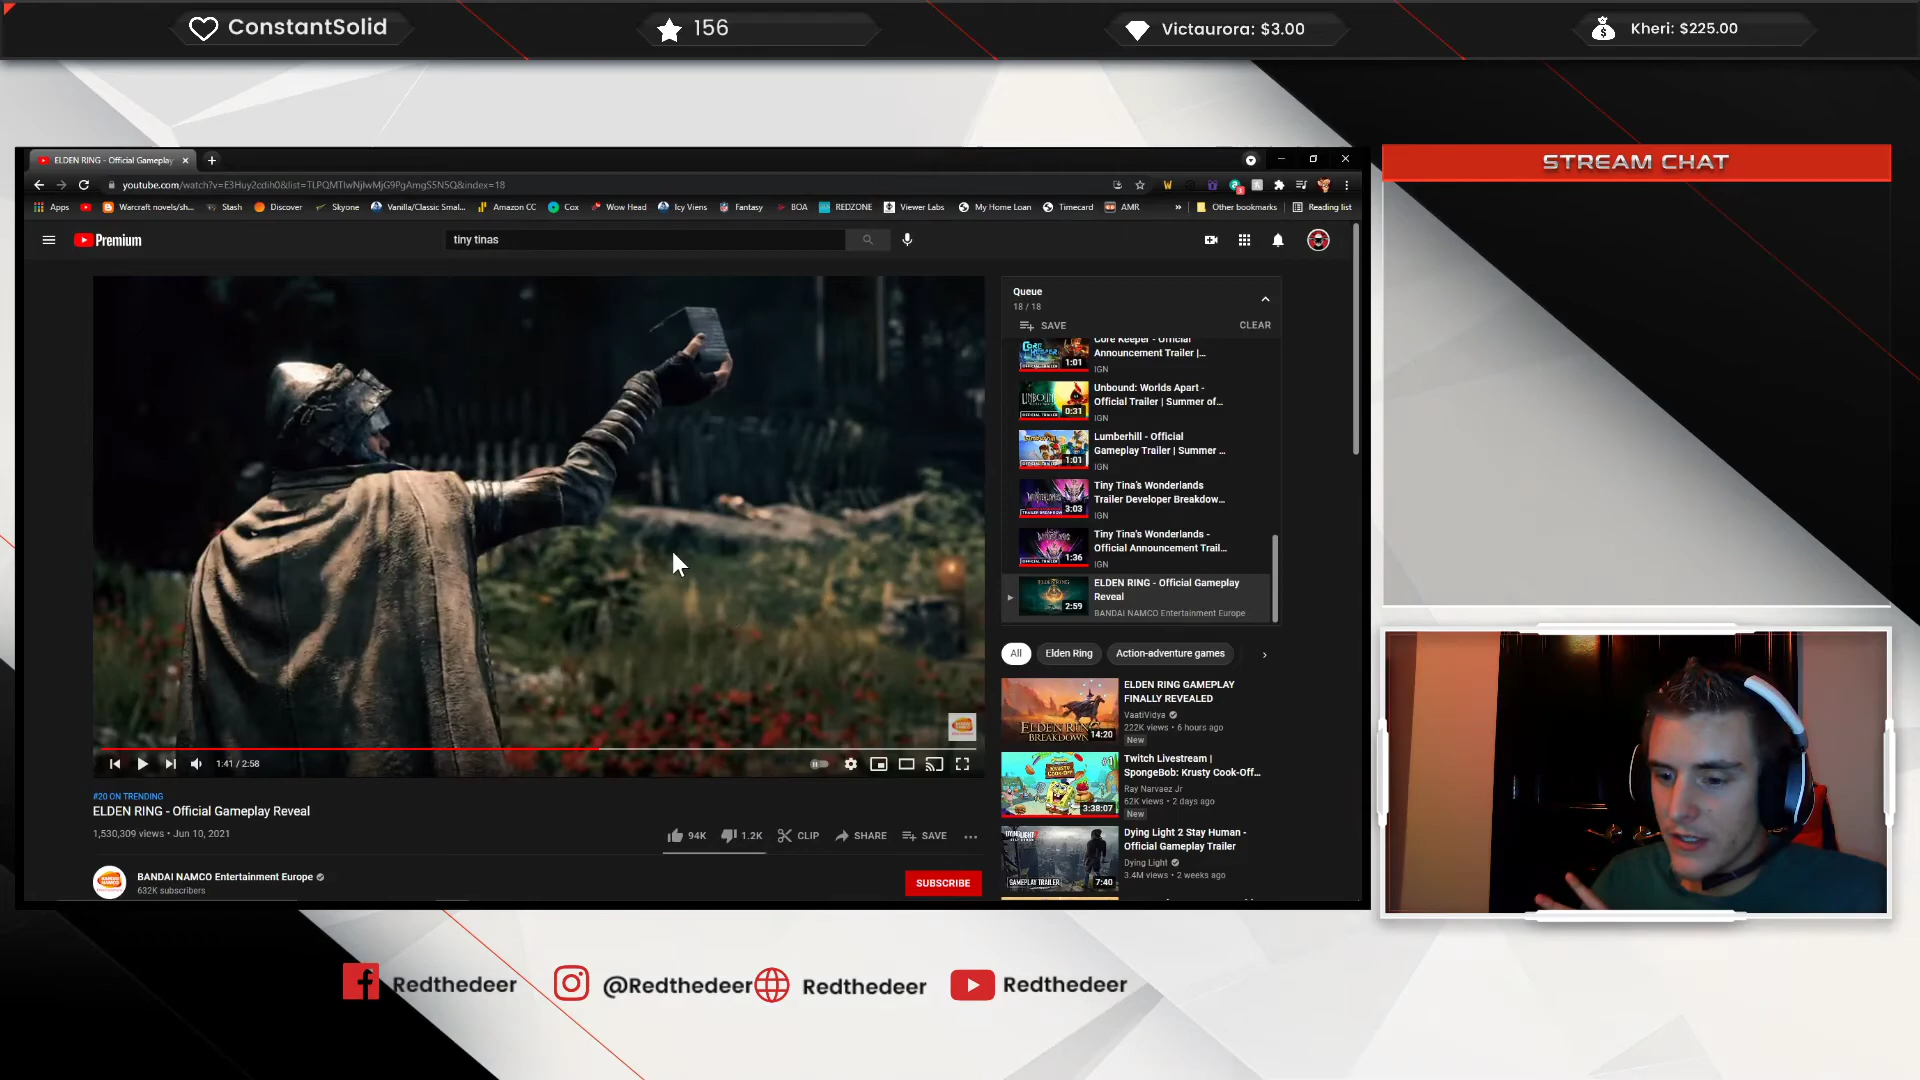 ConstantSolid
156
Victaurora: $3.00
Kheri: $225.00
ELDEN RING - Official Gameplay
youtube.com/watch?v=E3Huy2cdih0&list=TLPQMTIwNjIwMjG9PgAmgS5N5Q&index=18
Apps
Warcraft novels/sh...
Stash
Discover
Skyone
Vanilla/Classic Smal...
Amazon CC
Cox
Wow Head
Icy Viens
Fantasy
BOA
REDZONE
Viewer Labs
My Home Loan
Timecard
AMR
»
Other bookmarks
Reading list
Premium
tiny tinas
Queue
18 / 18
SAVE
CLEAR
Core Keeper - Official
Announcement Trailer |...
IGN
1:01
Unbound: Worlds Apart -
Official Trailer | Summer of...
IGN
0:31
Lumberhill - Official
Gameplay Trailer | Summer ...
IGN
1:01
Tiny Tina's Wonderlands
Trailer Developer Breakdow...
IGN
3:03
Tiny Tina's Wonderlands -
Official Announcement Trail...
IGN
1:36
ELDEN RING - Official Gameplay
Reveal
BANDAI NAMCO Entertainment Europe
2:59
All
Elden Ring
Action-adventure games
ELDEN RING GAMEPLAY
FINALLY REVEALED
VaatiVidya
222K views • 6 hours ago
New
ELDEN RING
BREAKDOWN
14:20
Twitch Livestream |
SpongeBob: Krusty Cook-Off...
Ray Narvaez Jr
62K views • 2 days ago
New
3:38:07
Dying Light 2 Stay Human -
Official Gameplay Trailer
Dying Light
3.4M views • 2 weeks ago
GAMEPLAY TRAILER
7:40
1:41 / 2:58
#20 ON TRENDING
ELDEN RING - Official Gameplay Reveal
1,530,309 views • Jun 10, 2021
94K
1.2K
CLIP
SHARE
SAVE
BANDAI NAMCO Entertainment Europe
632K subscribers
SUBSCRIBE
STREAM CHAT
Redthedeer
@Redthedeer
Redthedeer
Redthedeer